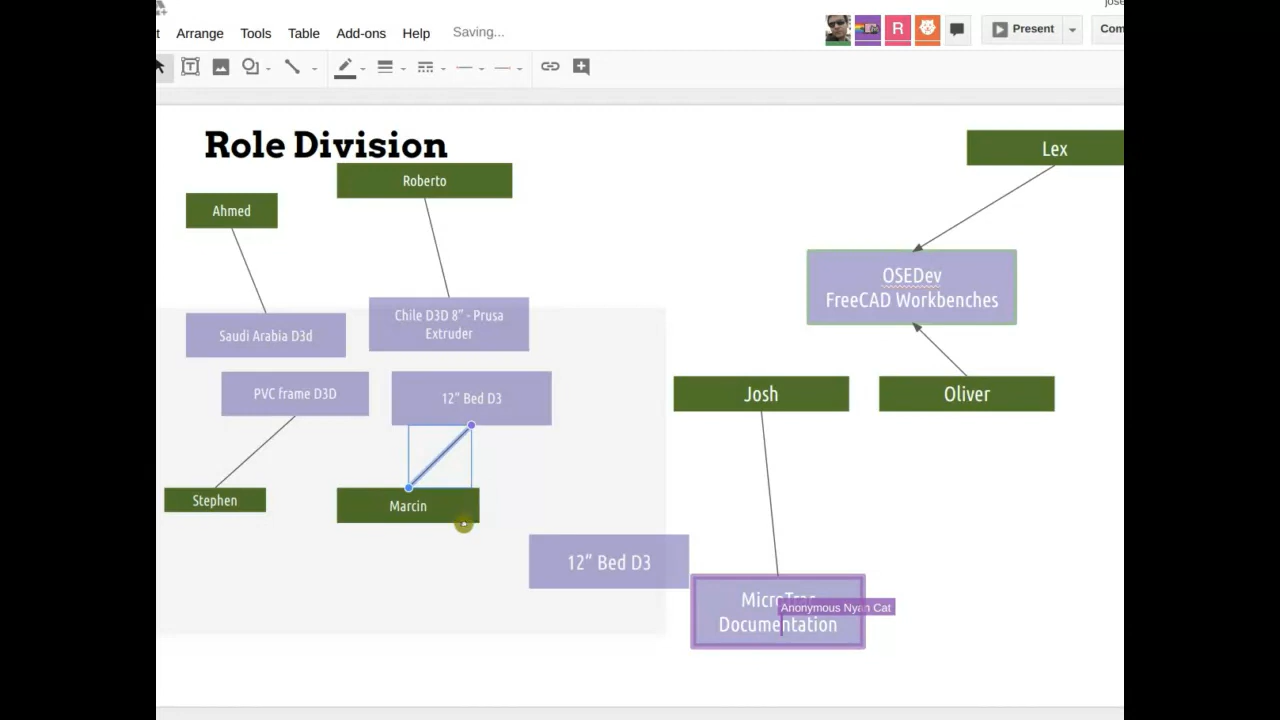 jose
t Arrange Tools Table Add-ons Help Saving...
R
Present
Com
Role Division
Lex
Roberto
Ahmed
OSEDev
FreeCAD Workbenches
Chile D3D 8" - Prusa
Extruder
Saudi Arabia D3d
PVC frame D3D
12" Bed D3
Josh
Oliver
Stephen
Marcin
12" Bed D3
Documentation
Anonymous Nyan Cat